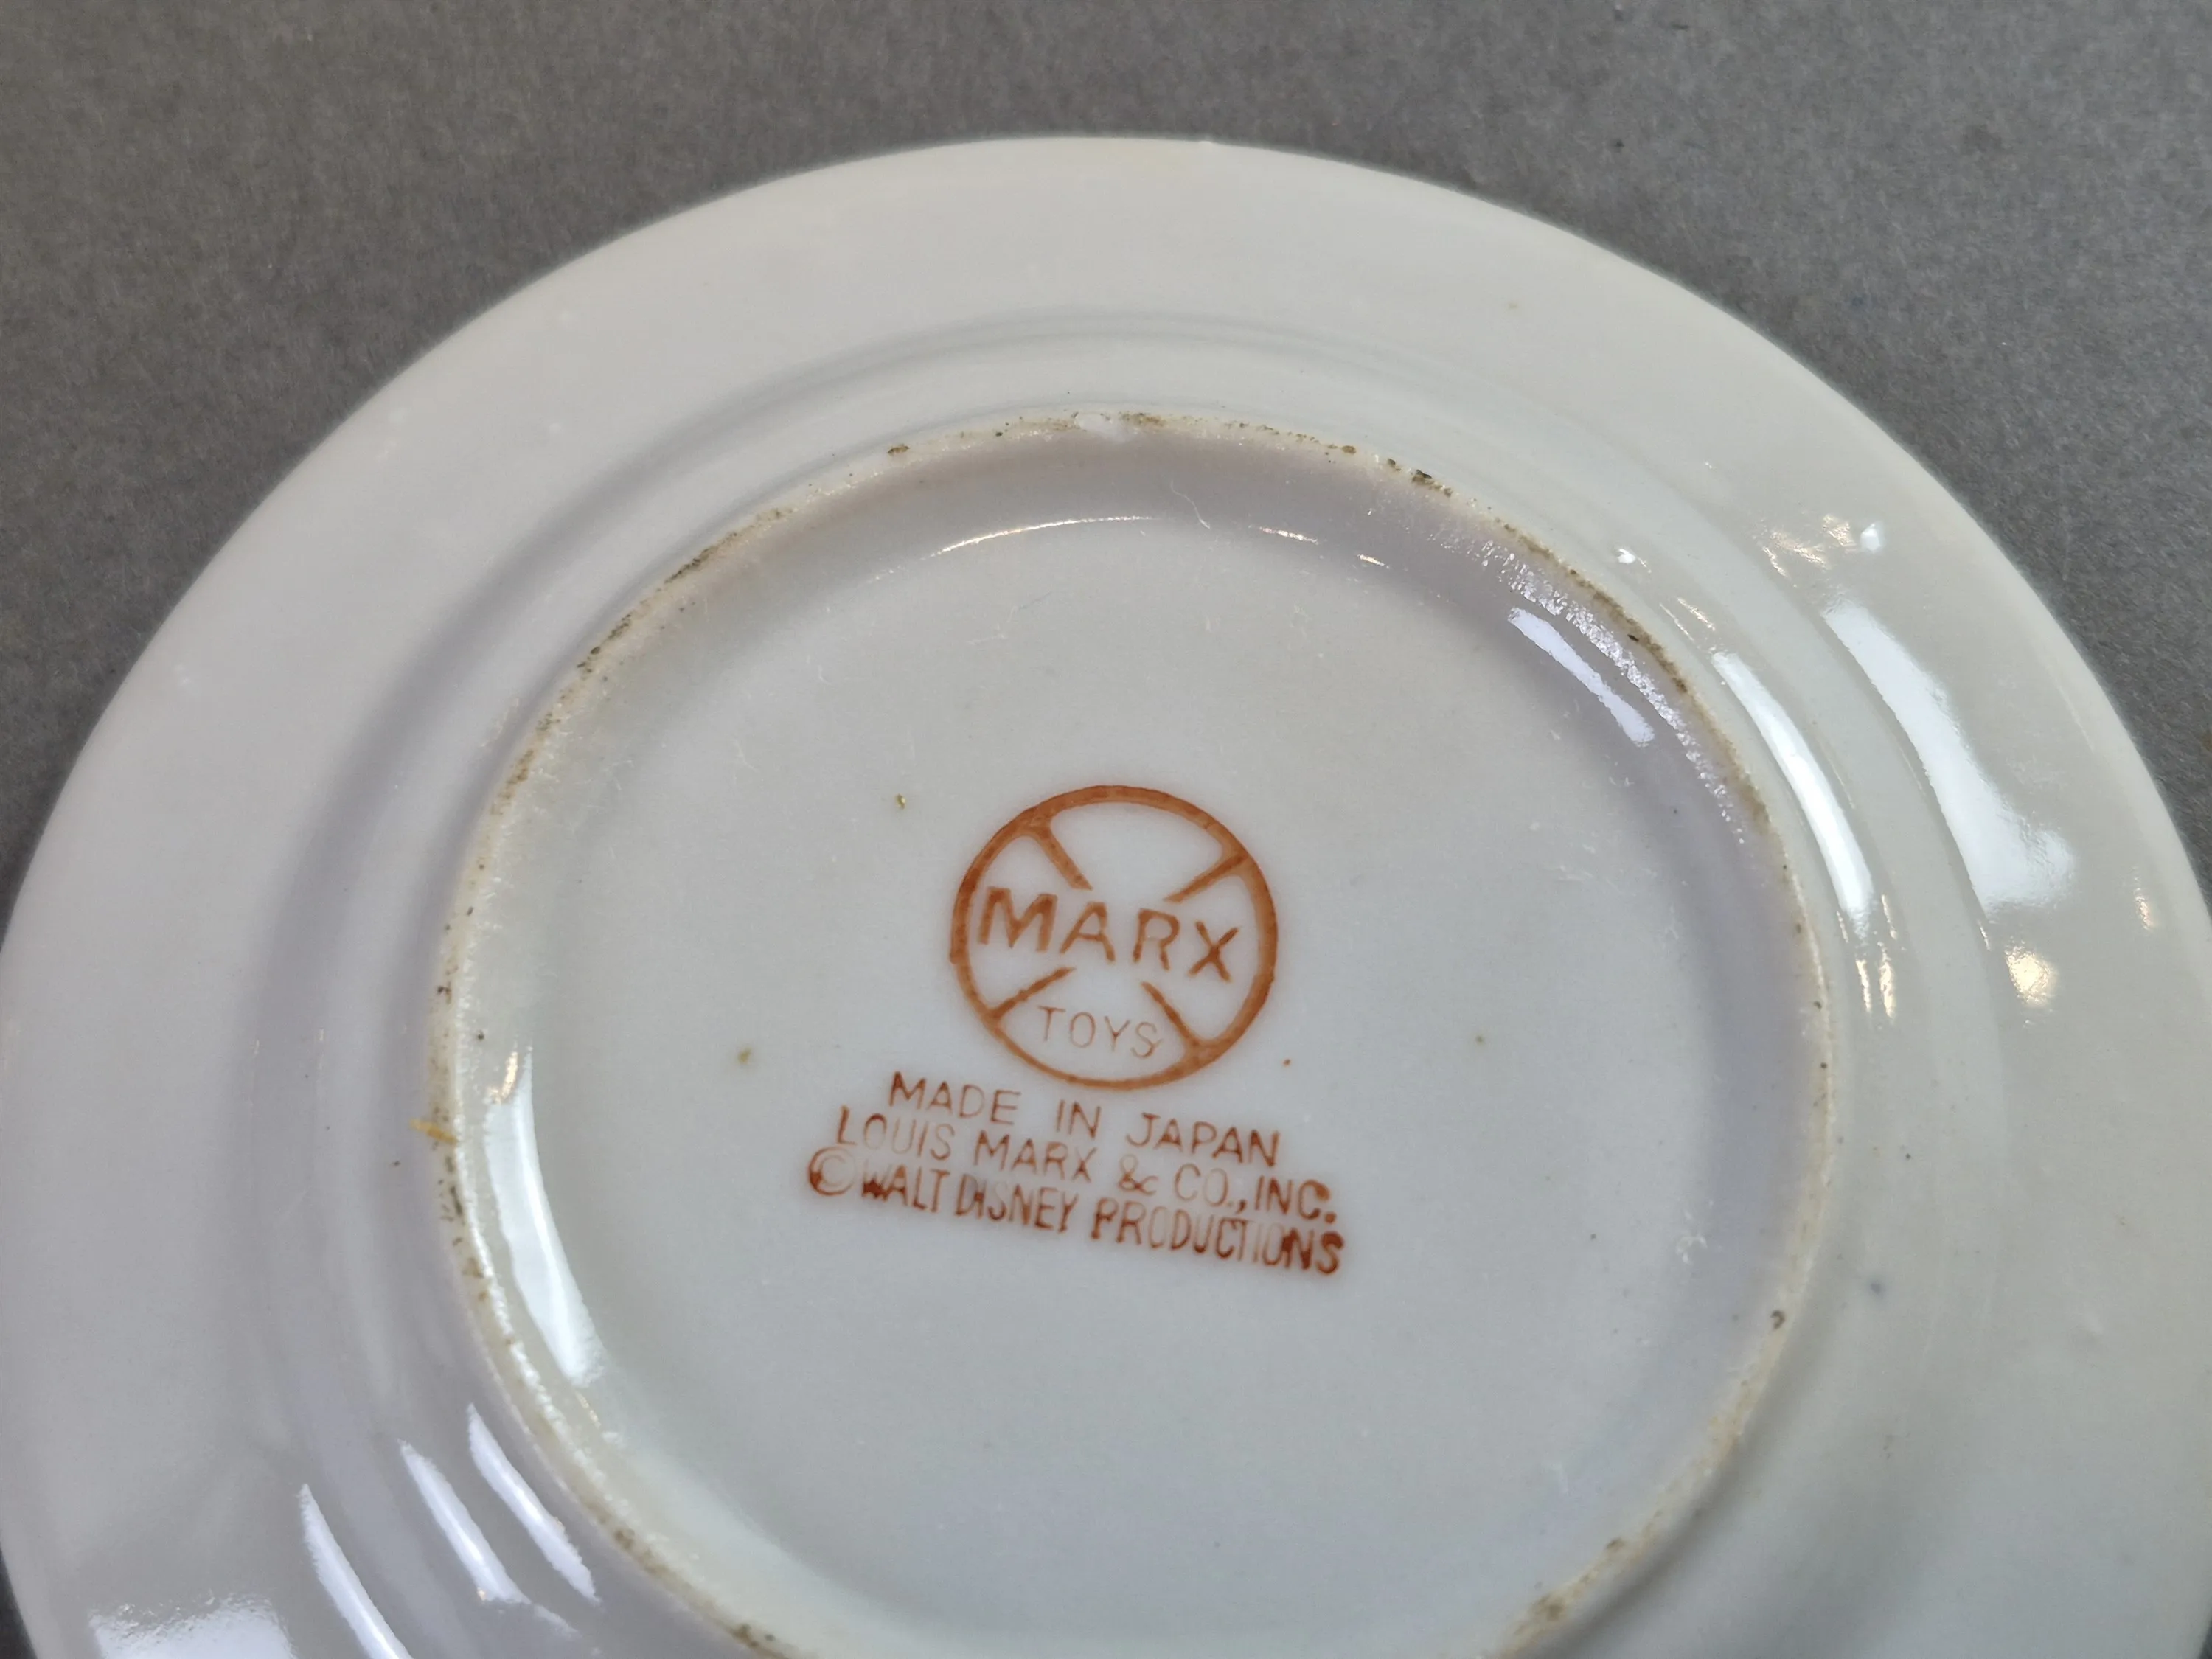 MARX
TOYS
MADE IN JAPAN
LOUIS MARX & CO., INC.
©WALT DISNEY PRODUCTIONS